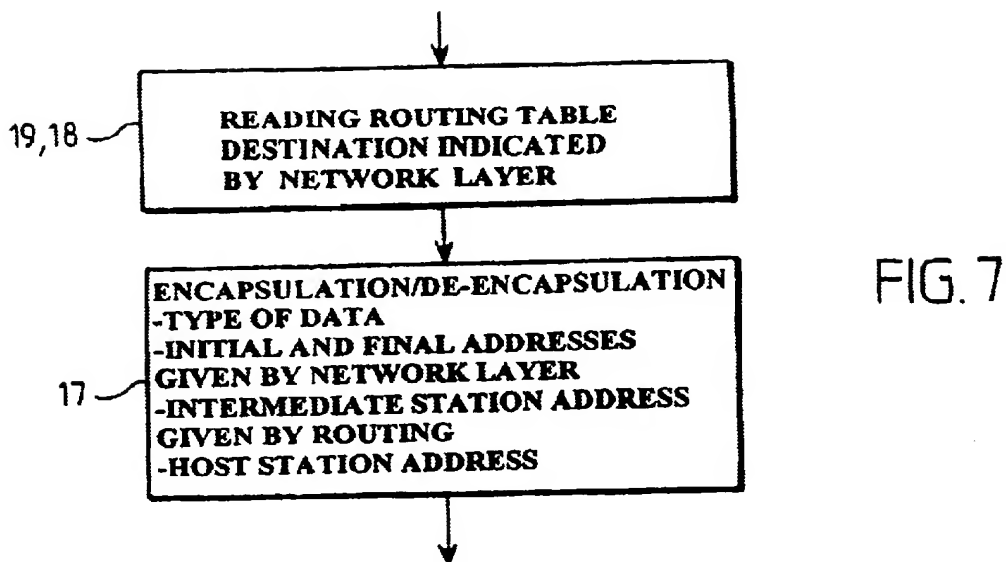 19,18
READING ROUTING TABLE
DESTINATION INDICATED
BY NETWORK LAYER
FIG. 7
17
ENCAPSULATION/DE-ENCAPSULATION
-TYPE OF DATA
-INITIAL AND FINAL ADDRESSES
GIVEN BY NETWORK LAYER
-INTERMEDIATE STATION ADDRESS
GIVEN BY ROUTING
-HOST STATION ADDRESS